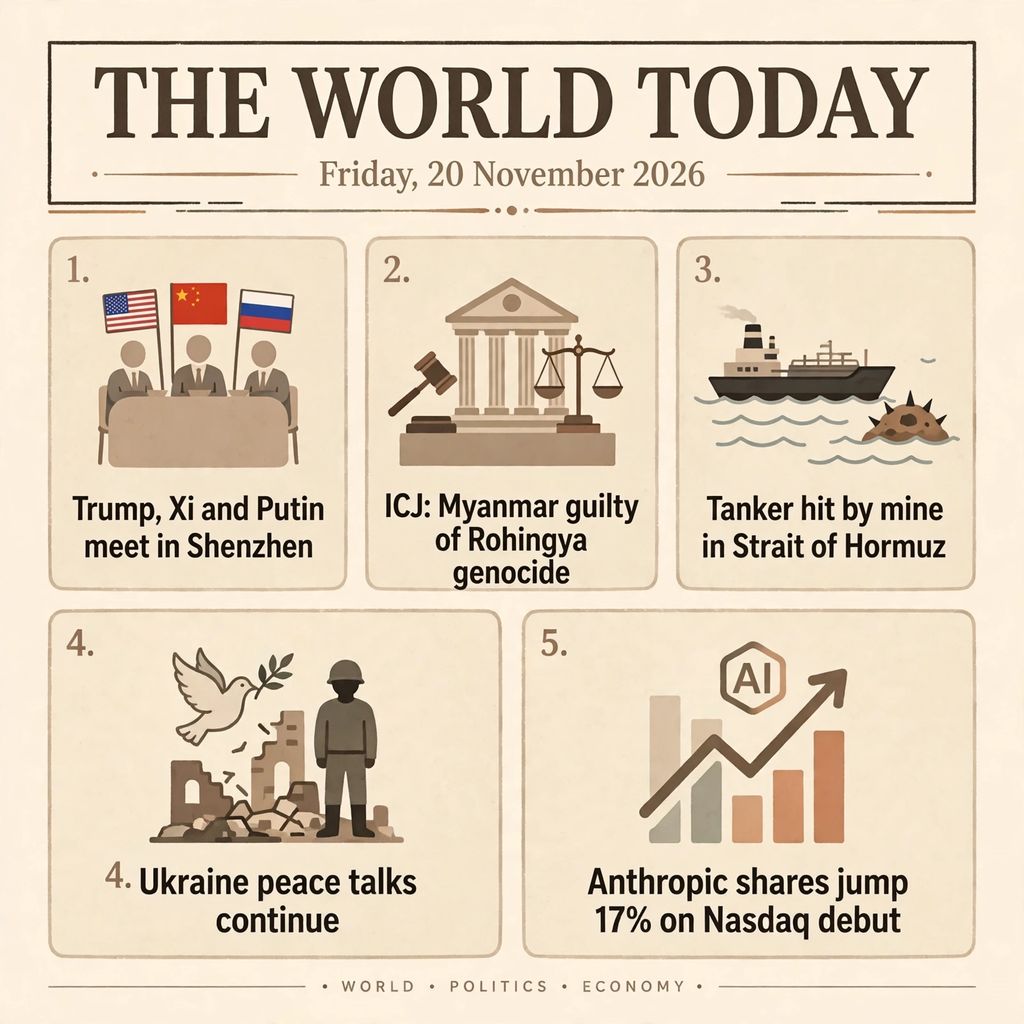 THE WORLD TODAY
Friday, 20 November 2026
1.
Trump, Xi and Putin
meet in Shenzhen
2.
ICJ: Myanmar guilty
of Rohingya
genocide
3.
Tanker hit by mine
in Strait of Hormuz
4.
4. Ukraine peace talks
continue
5.
AI
Anthropic shares jump
17% on Nasdaq debut
• WORLD • POLITICS • ECONOMY •